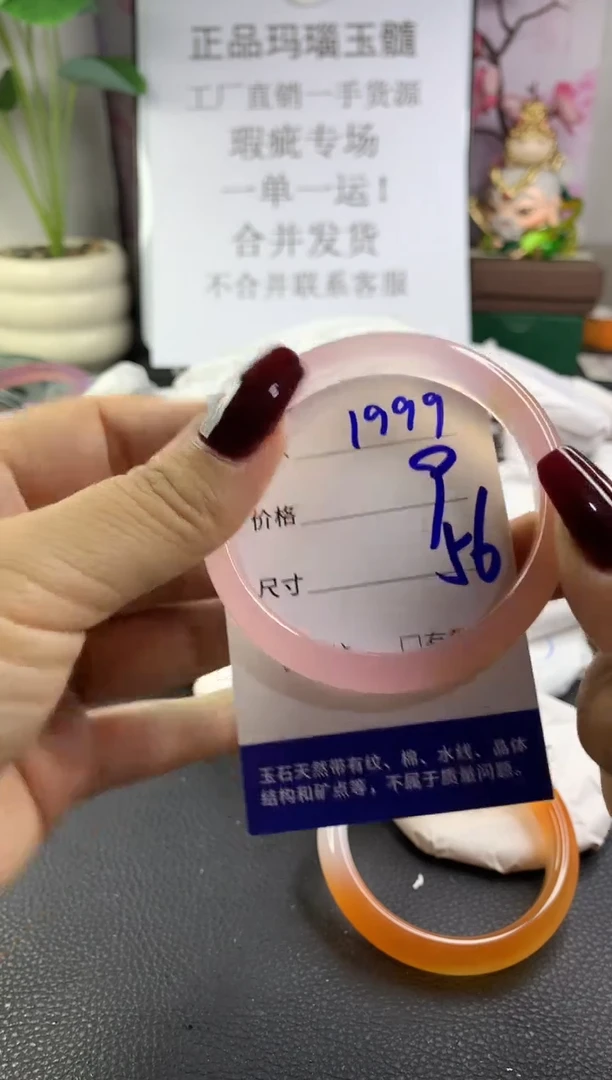 正品玛瑙玉髓
工厂直销一手货源
瑕疵专场
一单一运!
合并发货
不合并联系客服
1999
价格
尺寸 56
玉石天然带有纹、棉、水线、晶体
结构和矿点等，不属于质量问题。